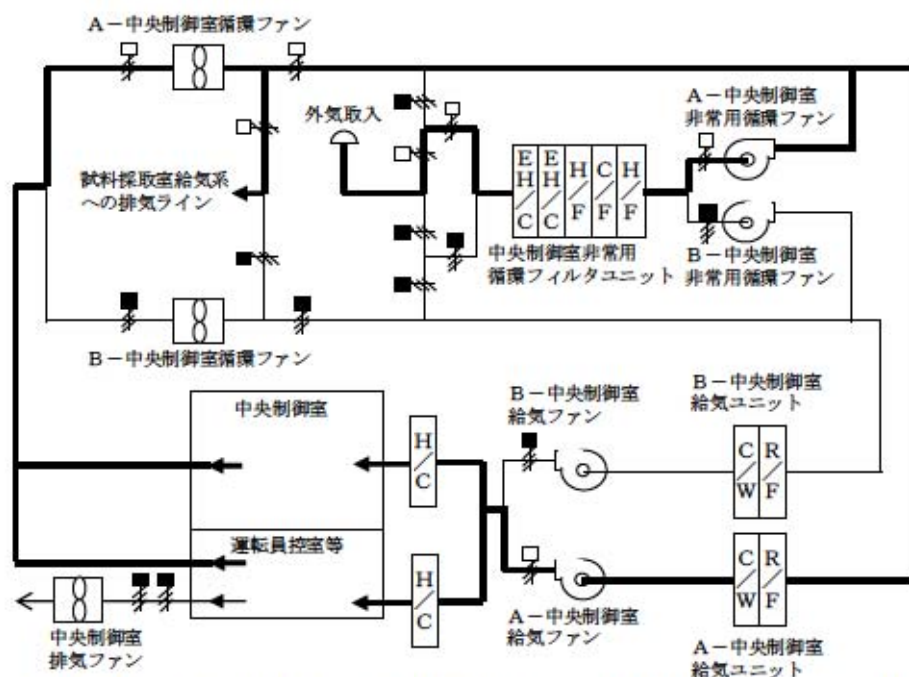 A－中央制御室循環ファン
外気取入
A－中央制御室
非常用循環ファン
試料採取室給気系
への排気ライン
E
H
/
C
E
H
/
C
H
/
F
C
/
F
H
/
F
中央制御室非常用
循環フィルタユニット
B－中央制御室
非常用循環ファン
B－中央制御室循環ファン
中央制御室
H
/
C
B－中央制御室
給気ファン
B－中央制御室
給気ユニット
C
/
W
R
/
F
運転員控室等
H
/
C
C
/
W
R
/
F
中央制御室
排気ファン
A－中央制御室
給気ファン
A－中央制御室
給気ユニット